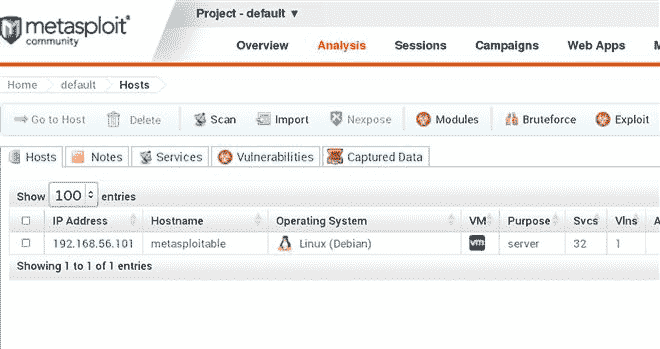 metasploit®
community
Project - default ▼
Overview Analysis Sessions Campaigns Web Apps
Home default Hosts
Go to Host Delete Scan Import Nexpose Modules Bruteforce Exploit
Hosts Notes Services Vulnerabilities Captured Data
Show 100 entries
IP Address Hostname Operating System VM Purpose Svcs Vlns A
192.168.56.101 metasploitable Linux (Debian) vm server 32 1
Showing 1 to 1 of 1 entries